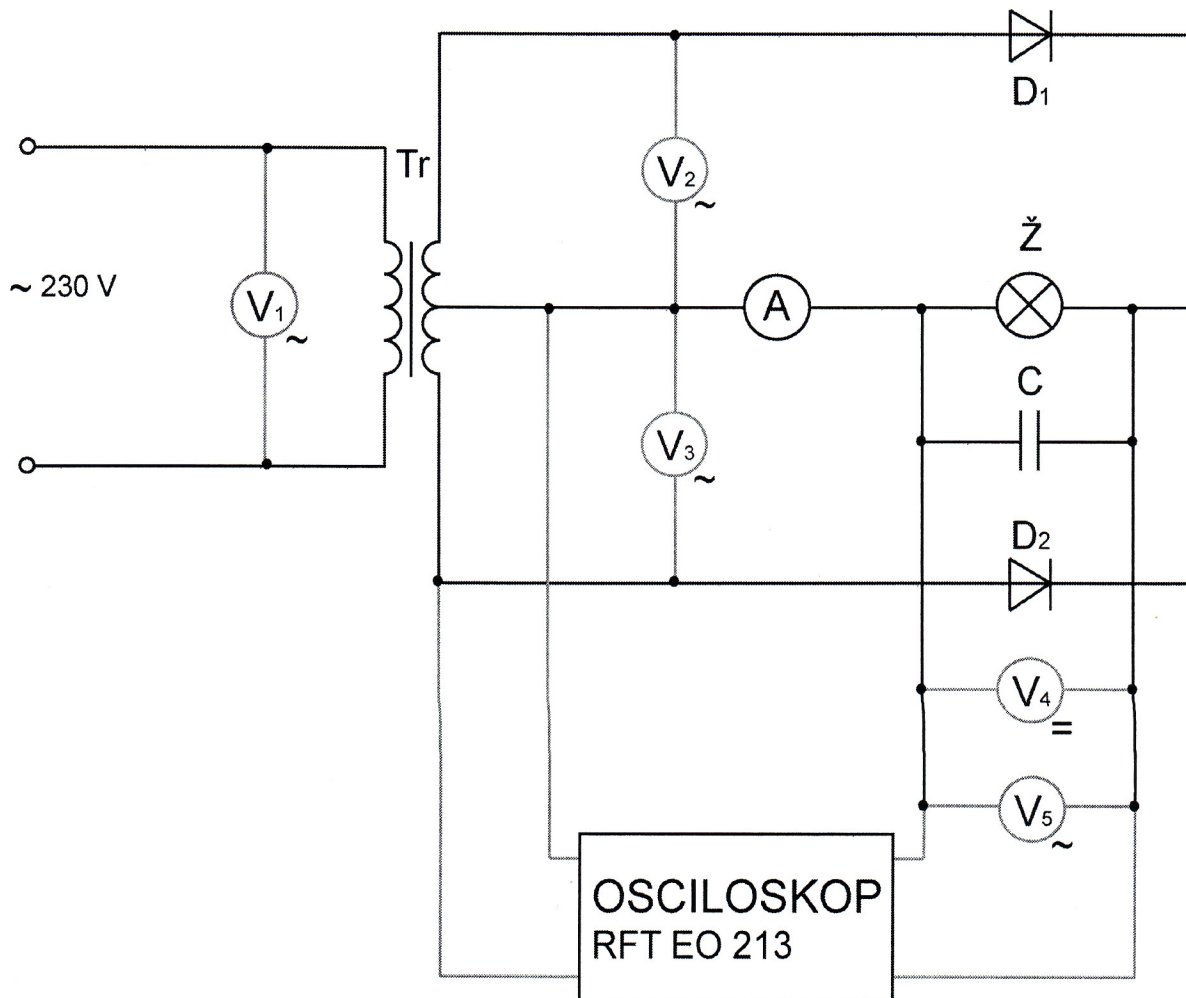 D1
Tr
V2
~
Ž
~ 230 V
V1
~
A
C
V3
~
D2
V4
=
V5
~
OSCILOSKOP
RFT EO 213